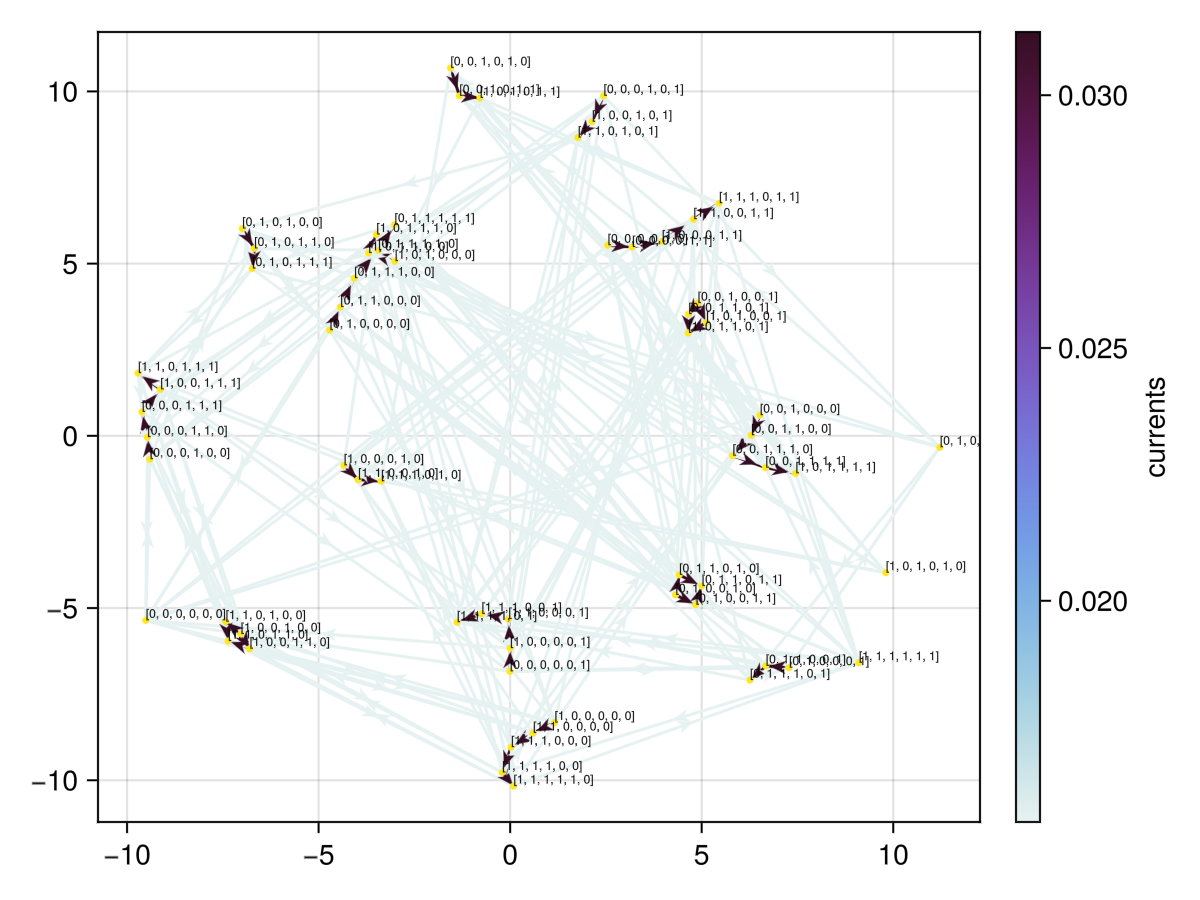 [0, 0, 1, 0, 1, 0]
[0, 0, 0, 1, 0, 1]
10
0.030
[1, 0, 0, 1, 0, 1]
[1, 1, 0, 1, 0, 1]
[1, 1, 1, 0, 1, 1]
[0, 1, 0, 1, 0, 0]
[0, 1, 1, 1, 1, 1]
[1, 1, 0, 0, 1, 1]
[0, 1, 0, 1, 1, 0]
5
[0, 1, 0, 1, 1, 1]
[1, 0, 1, 0, 0, 0]
[0, 1, 1, 1, 0, 0]
[0, 1, 1, 0, 0, 0]
[0, 0, 1, 0, 0, 1]
[0, 1, 0, 0, 0, 0]
0.025
[1, 1, 0, 1, 1, 1]
[1, 0, 0, 1, 1, 1]
[0, 0, 0, 1, 1, 1]
[0, 0, 1, 0, 0, 0]
0
[0, 0, 0, 1, 1, 0]
[0, 0, 1, 1, 0, 0]
[0, 1, 0,
currents
[0, 0, 0, 1, 0, 0]
[1, 0, 0, 0, 1, 0]
[0, 0, 1, 1, 1, 0]
[1, 0, 1, 1, 1, 1]
[0, 1, 1, 0, 1, 0]
[1, 0, 1, 0, 1, 0]
[0, 1, 1, 0, 1, 1]
0.020
−5
[0, 0, 0, 0, 0, 0]
[1, 1, 0, 1, 0, 0]
[1, 0, 0, 1, 0, 0]
[0, 1, 0, 0, 1, 1]
[1, 0, 0, 1, 1, 0]
[1, 0, 0, 0, 0, 1]
[0, 0, 0, 0, 0, 1]
[1, 1, 1, 1, 1, 1]
[0, 1, 1, 1, 0, 1]
[1, 0, 0, 0, 0, 0]
[1, 1, 0, 0, 0, 0]
[1, 1, 1, 0, 0, 0]
[1, 1, 1, 1, 0, 0]
−10
[1, 1, 1, 1, 1, 0]
−10 −5 0 5 10